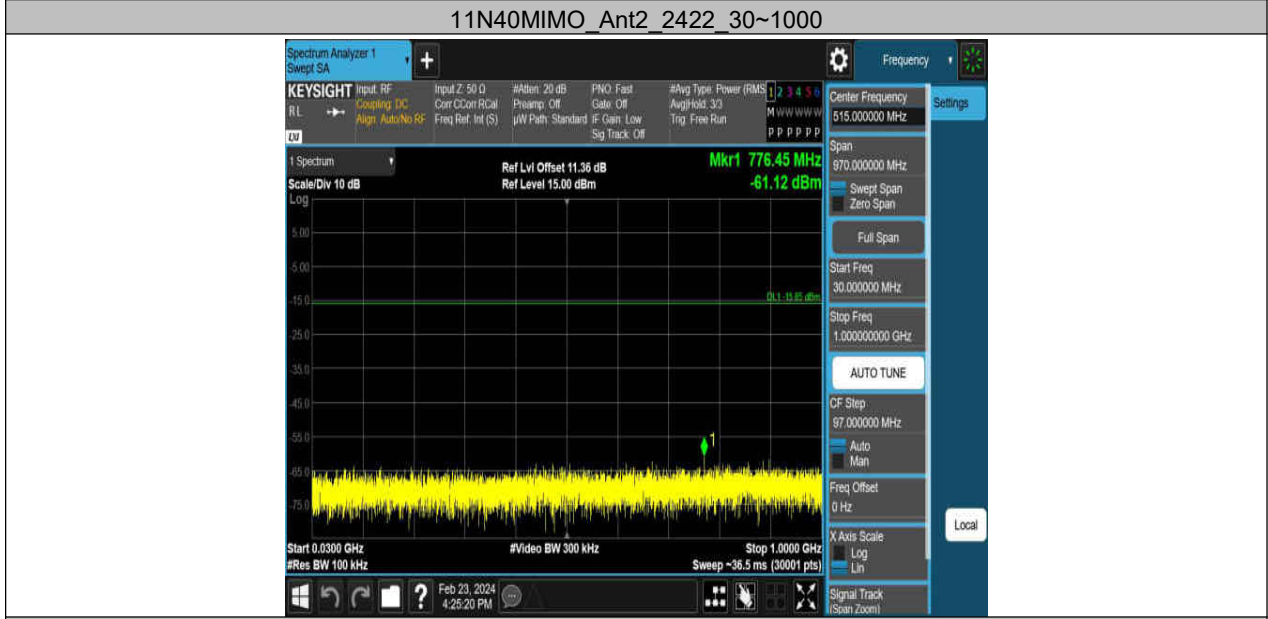 11N40MIMO_Ant2_2422_30~1000
Spectrum Analyzer 1
Swept SA
+
Frequency
KEYSIGHT
RL
LXI
Input: RF
Coupling: DC
Align: Auto/No RF
Input Z: 50 Ω
Corr CCorr RCal
Freq Ref: Int (S)
#Atten: 20 dB
Preamp: Off
µW Path: Standard
PNO: Fast
Gate: Off
IF Gain: Low
Sig Track: Off
#Avg Type: Power (RMS
Avg|Hold: 3/3
Trig: Free Run
1 2 3 4 5 6
M W W W W W
P P P P P P
Center Frequency
515.000000 MHz
Settings
1 Spectrum
Scale/Div 10 dB
Log
Ref Lvl Offset 11.36 dB
Ref Level 15.00 dBm
Mkr1 776.45 MHz
-61.12 dBm
Span
970.000000 MHz
Swept Span
Zero Span
Full Span
Start Freq
30.000000 MHz
Stop Freq
1.000000000 GHz
AUTO TUNE
CF Step
97.000000 MHz
Auto
Man
Freq Offset
0 Hz
X Axis Scale
Log
Lin
Signal Track
(Span Zoom)
Local
5.00
-5.00
-15.0
DL1 -15.85 dBm
-25.0
-35.0
-45.0
-55.0
1
-65.0
-75.0
Start 0.0300 GHz
#Res BW 100 kHz
#Video BW 300 kHz
Stop 1.0000 GHz
Sweep ~36.5 ms (30001 pts)
?
Feb 23, 2024
4:25:20 PM